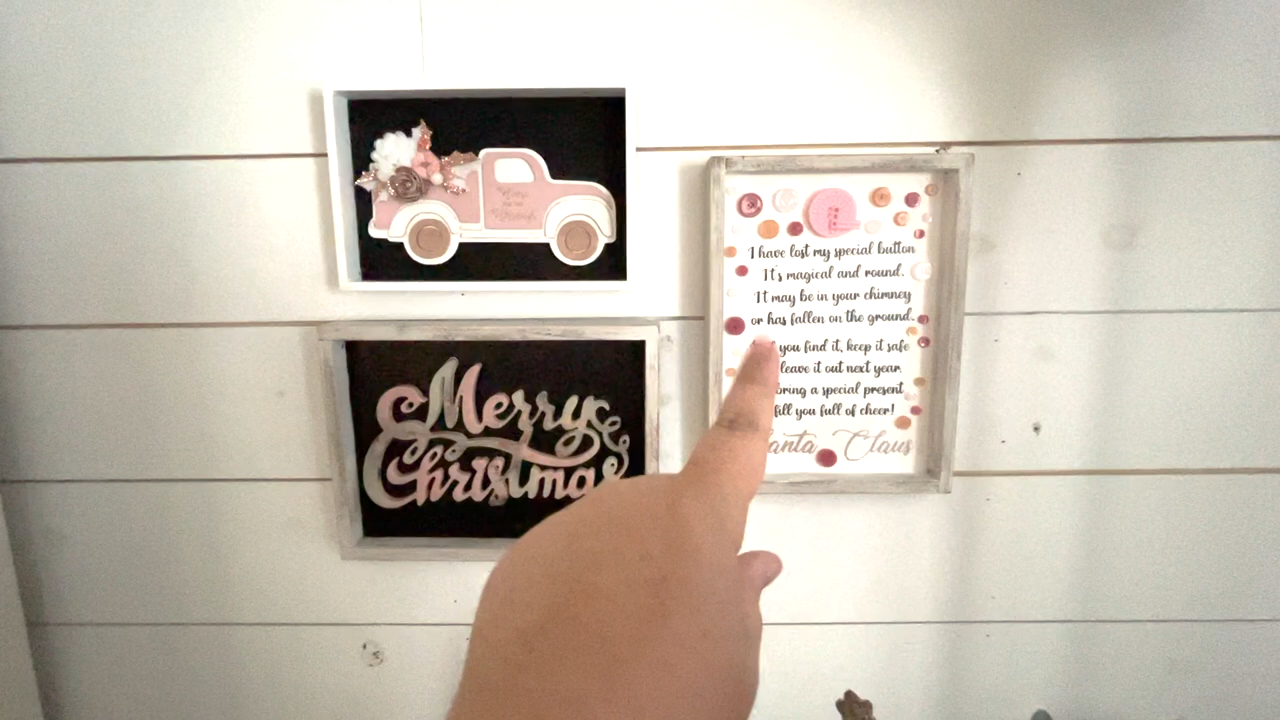 Merry
Christmas
I have lost my special button
It's magical and round.
It may be in your chimney
or has fallen on the ground.
you find it, keep it safe
leave it out next year.
bring a special present
fill you full of cheer!
Santa Claus